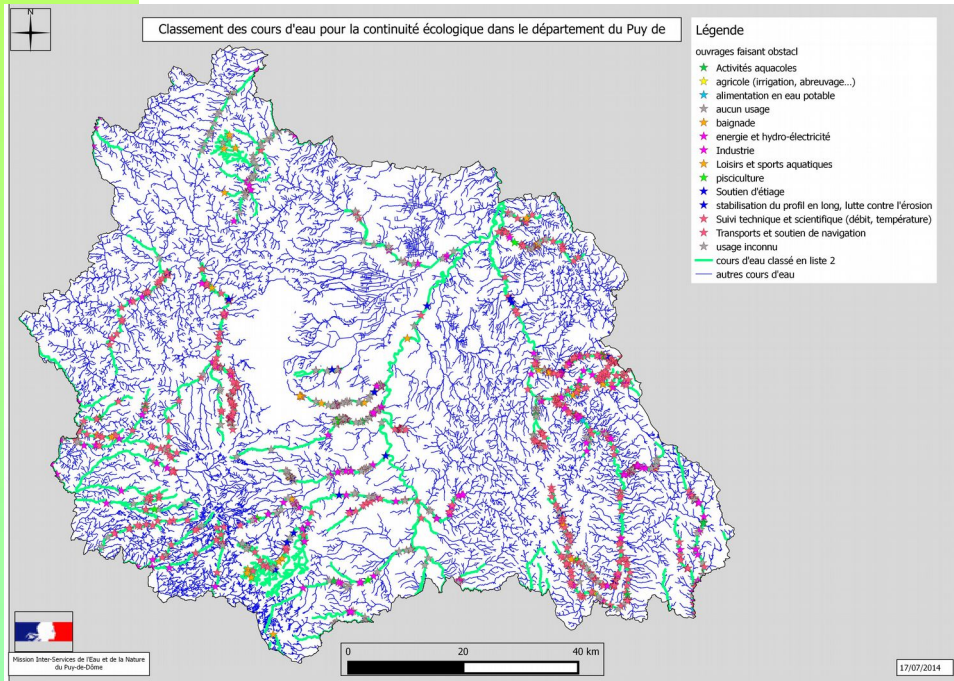 Classement des cours d'eau pour la continuité écologique dans le département du Puy de
Légende
ouvrages faisant obstacl
Activités aquacoles
agricole (irrigation, abreuvage...)
alimentation en eau potable
aucun usage
baignade
energie et hydro-électricité
Industrie
Loisirs et sports aquatiques
pisciculture
Soutien d'étiage
stabilisation du profil en long, lutte contre l'érosion
Suivi technique et scientifique (débit, température)
Transports et soutien de navigation
usage inconnu
cours d'eau classé en liste 2
autres cours d'eau
Mission Inter-Services de l'Eau et de la Nature
du Puy-de-Dôme
0 20 40 km
17/07/2014